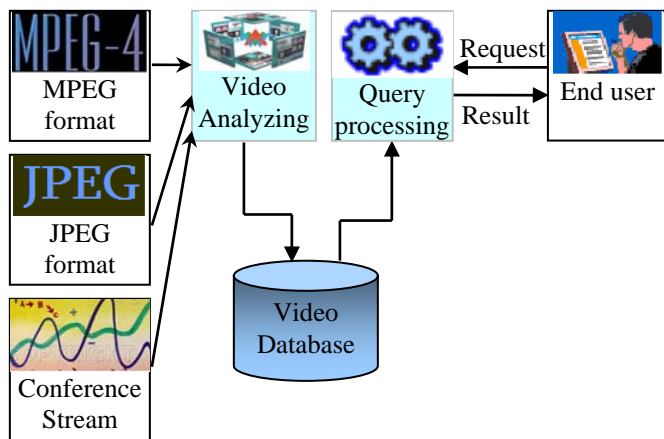 MPEG-4
MPEG
format
Video
Analyzing
Query
processing
Request
Result
End user
JPEG
JPEG
format
Video
Database
Conference
Stream